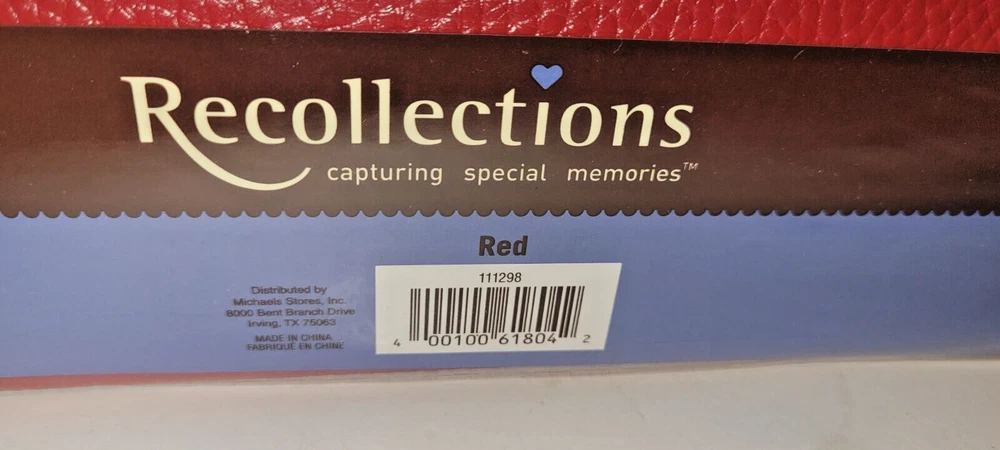 Recollections
capturing special memories™
Red
Distributed by
Michaels Stores, Inc.
8000 Bent Branch Drive
Irving, TX 75063
MADE IN CHINA
FABRIQUÉ EN CHINE
111298
4 00100 61804 2